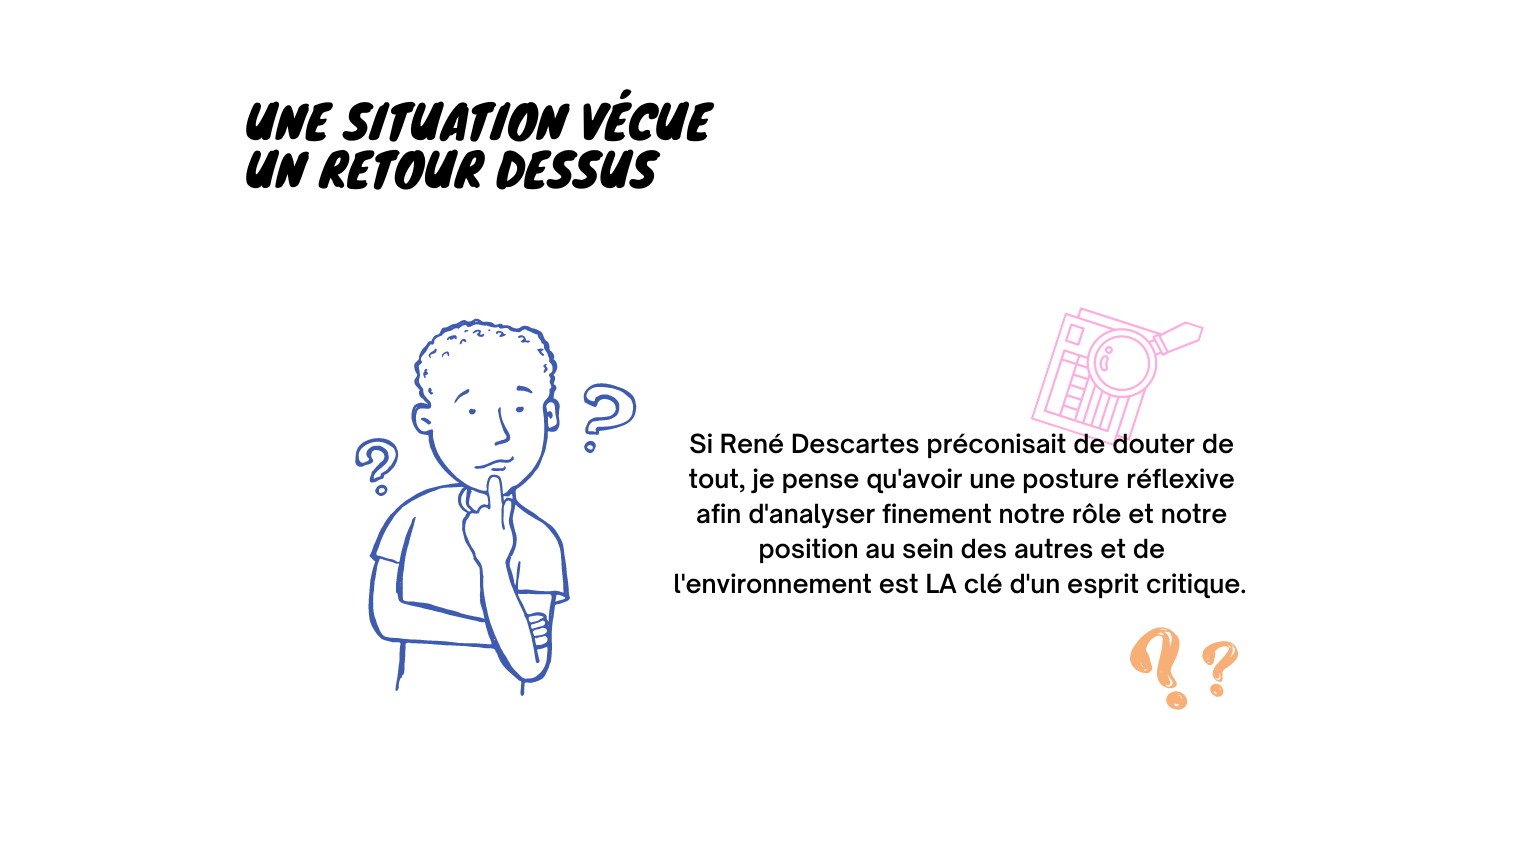 UNE SITUATION VÉCUE
UN RETOUR DESSUS
Si René Descartes préconisait de douter de
tout, je pense qu'avoir une posture réflexive
afin d'analyser finement notre rôle et notre
position au sein des autres et de
l'environnement est LA clé d'un esprit critique.